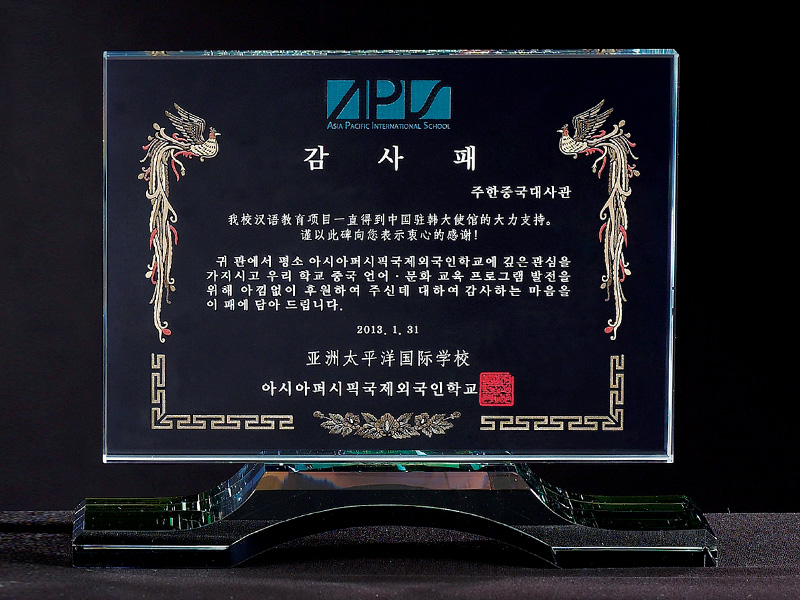 APIS
ASIA PACIFIC INTERNATIONAL SCHOOL
감 사 패
주한중국대사관
我校汉语教育项目一直得到中国驻韩大使馆的大力支持。
谨以此碑向您表示衷心的感谢!
귀 관에서 평소 아시아퍼시픽국제외국인학교에 깊은 관심을
가지시고 우리 학교 중국 언어·문화 교육 프로그램 발전을
위해 아낌없이 후원하여 주신데 대하여 감사하는 마음을
이 패에 담아 드립니다.
2013. 1. 31
亚洲太平洋国际学校
아시아퍼시픽국제외국인학교